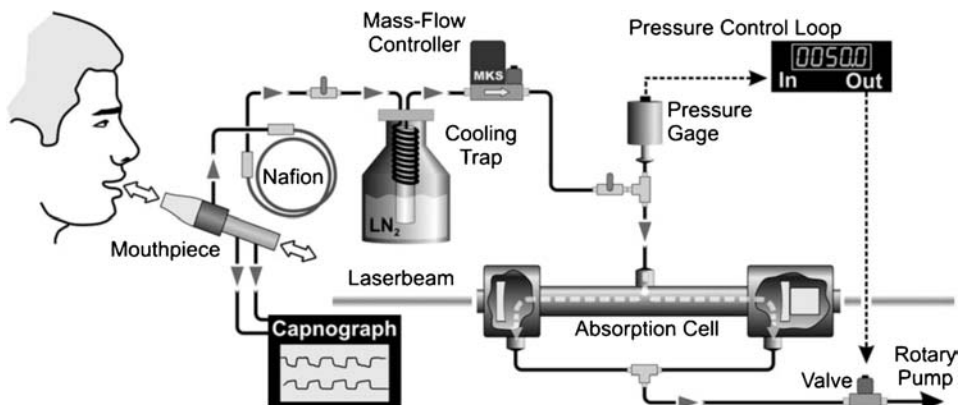 Mass-Flow
Controller
Pressure Control Loop
0050.0
In Out
MKS
Pressure
Gage
Cooling
Trap
Nafion
LN2
Mouthpiece
Laserbeam
Absorption Cell
Capnograph
Valve
Rotary
Pump